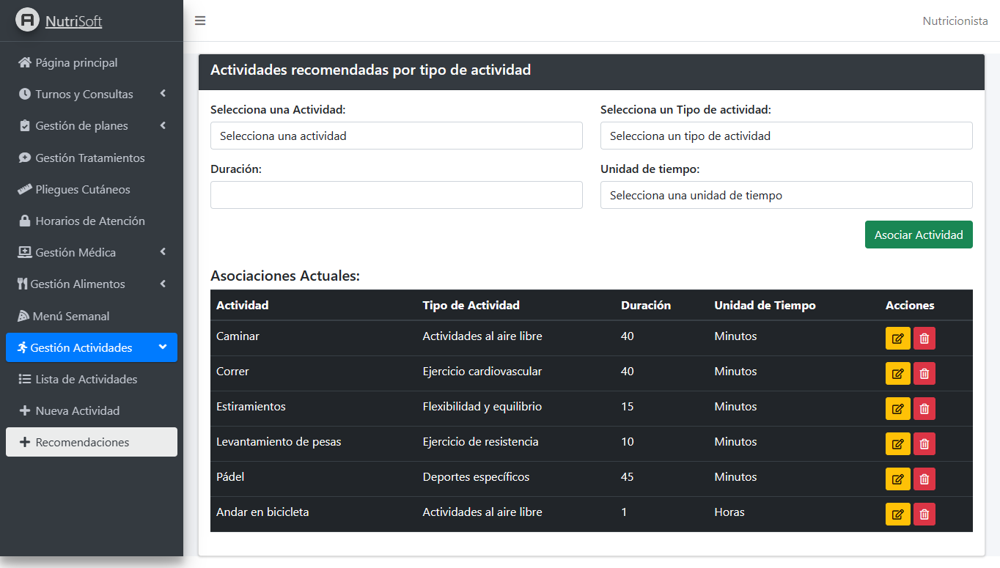 NutriSoft
Nutricionista
Página principal
Turnos y Consultas
Gestión de planes
Gestión Tratamientos
Pliegues Cutáneos
Horarios de Atención
Gestión Médica
Gestión Alimentos
Menú Semanal
Gestión Actividades
Lista de Actividades
Nueva Actividad
Recomendaciones
Actividades recomendadas por tipo de actividad
Selecciona una Actividad: Selecciona un Tipo de actividad:
Selecciona una actividad Selecciona un tipo de actividad
Duración: Unidad de tiempo:
Selecciona una unidad de tiempo
Asociar Actividad
Asociaciones Actuales:
Actividad Tipo de Actividad Duración Unidad de Tiempo Acciones
Caminar Actividades al aire libre 40 Minutos
Correr Ejercicio cardiovascular 40 Minutos
Estiramientos Flexibilidad y equilibrio 15 Minutos
Levantamiento de pesas Ejercicio de resistencia 10 Minutos
Pádel Deportes específicos 45 Minutos
Andar en bicicleta Actividades al aire libre 1 Horas